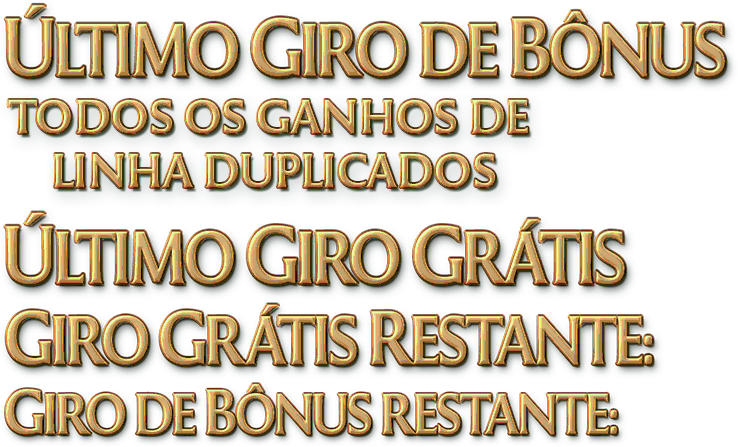 Último Giro de Bônus
TODOS OS GANHOS DE
LINHA DUPLICADOS
Último Giro Grátis
Giro Grátis Restante:
Giro de Bônus restante: